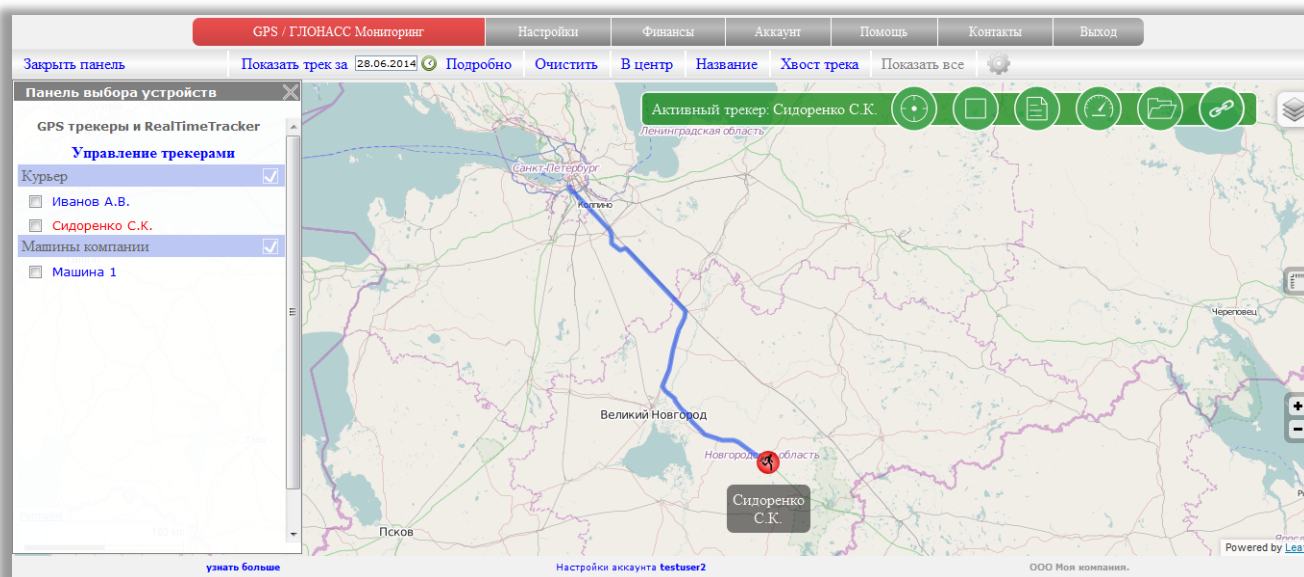 GPS / ГЛОНАСС Мониторинг Настройки Финансы Аккаунт Помощь Контакты Выход
Закрыть панель Показать трек за 28.06.2014 Подробно Очистить В центр Название Хвост трека Показать все
Панель выбора устройств
GPS трекеры и RealTimeTracker
Управление трекерами
Курьер
Иванов А.В.
Сидоренко С.К.
Машины компании
Машина 1
Активный трекер: Сидоренко С.К.
Ленинградская область
Санкт-Петербург
Колпино
Череповец
Великий Новгород
Новгородская область
Сидоренко
С.К.
Псков
100 km
+
−
Powered by Leaf
узнать больше Настройки аккаунта testuser2 ООО Моя компания.